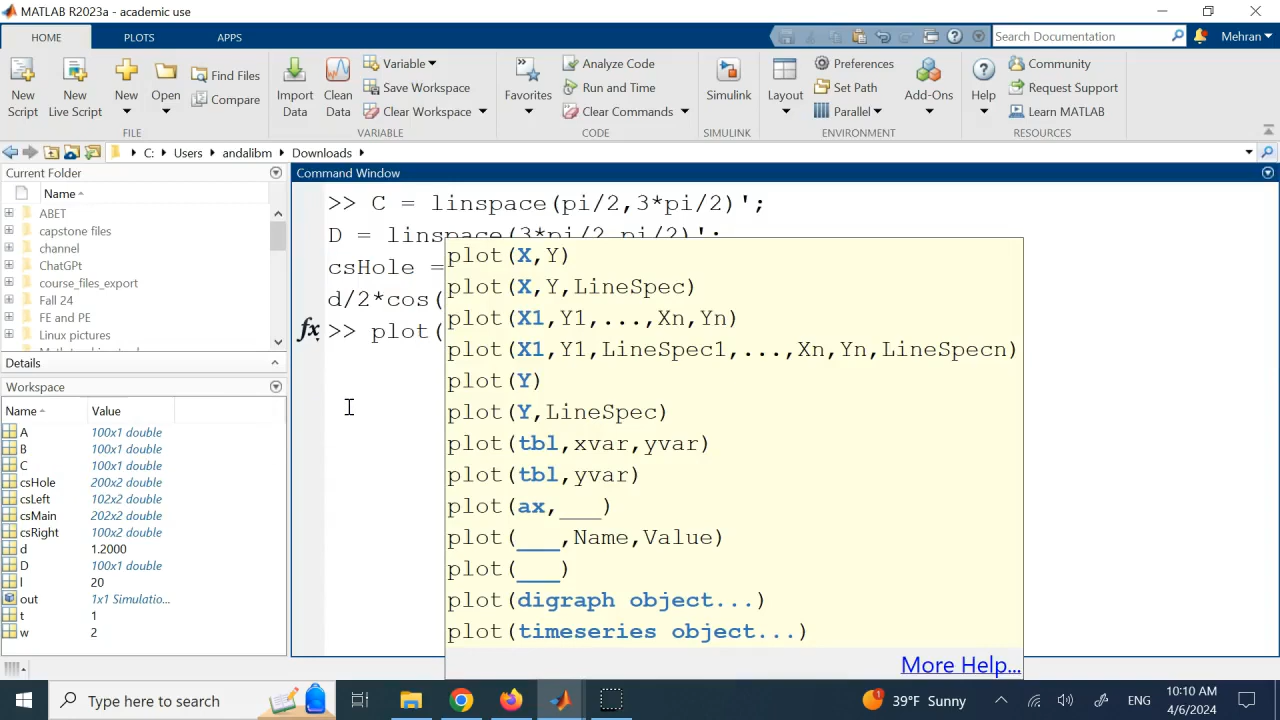 MATLAB R2023a - academic use
HOME PLOTS APPS
Search Documentation
Mehran
New Script
New Live Script
New
Open
Find Files
Compare
FILE
Import Data
Clean Data
Variable
Save Workspace
Clear Workspace
VARIABLE
Favorites
Analyze Code
Run and Time
Clear Commands
CODE
Simulink
SIMULINK
Layout
Preferences
Set Path
Parallel
Add-Ons
ENVIRONMENT
Help
Community
Request Support
Learn MATLAB
RESOURCES
C: Users andalibm Downloads
Current Folder
Name
ABET
capstone files
channel
ChatGPt
course_files_export
Fall 24
FE and PE
Linux pictures
Details
Workspace
Name Value
A 100x1 double
B 100x1 double
C 100x1 double
csHole 200x2 double
csLeft 102x2 double
csMain 202x2 double
csRight 100x2 double
d 1.2000
D 100x1 double
l 20
out 1x1 Simulatio...
t 1
w 2
Command Window
>> C = linspace(pi/2,3*pi/2)';
D = linspace(3*pi/2,pi/2)';
csHole =
d/2*cos(
fx >> plot(
plot(X,Y)
plot(X,Y,LineSpec)
plot(X1,Y1,...,Xn,Yn)
plot(X1,Y1,LineSpec1,...,Xn,Yn,LineSpecn)
plot(Y)
plot(Y,LineSpec)
plot(tbl,xvar,yvar)
plot(tbl,yvar)
plot(ax,___)
plot(___,Name,Value)
plot(___)
plot(digraph object...)
plot(timeseries object...)
More Help...
Type here to search
39°F Sunny
ENG
10:10 AM
4/6/2024